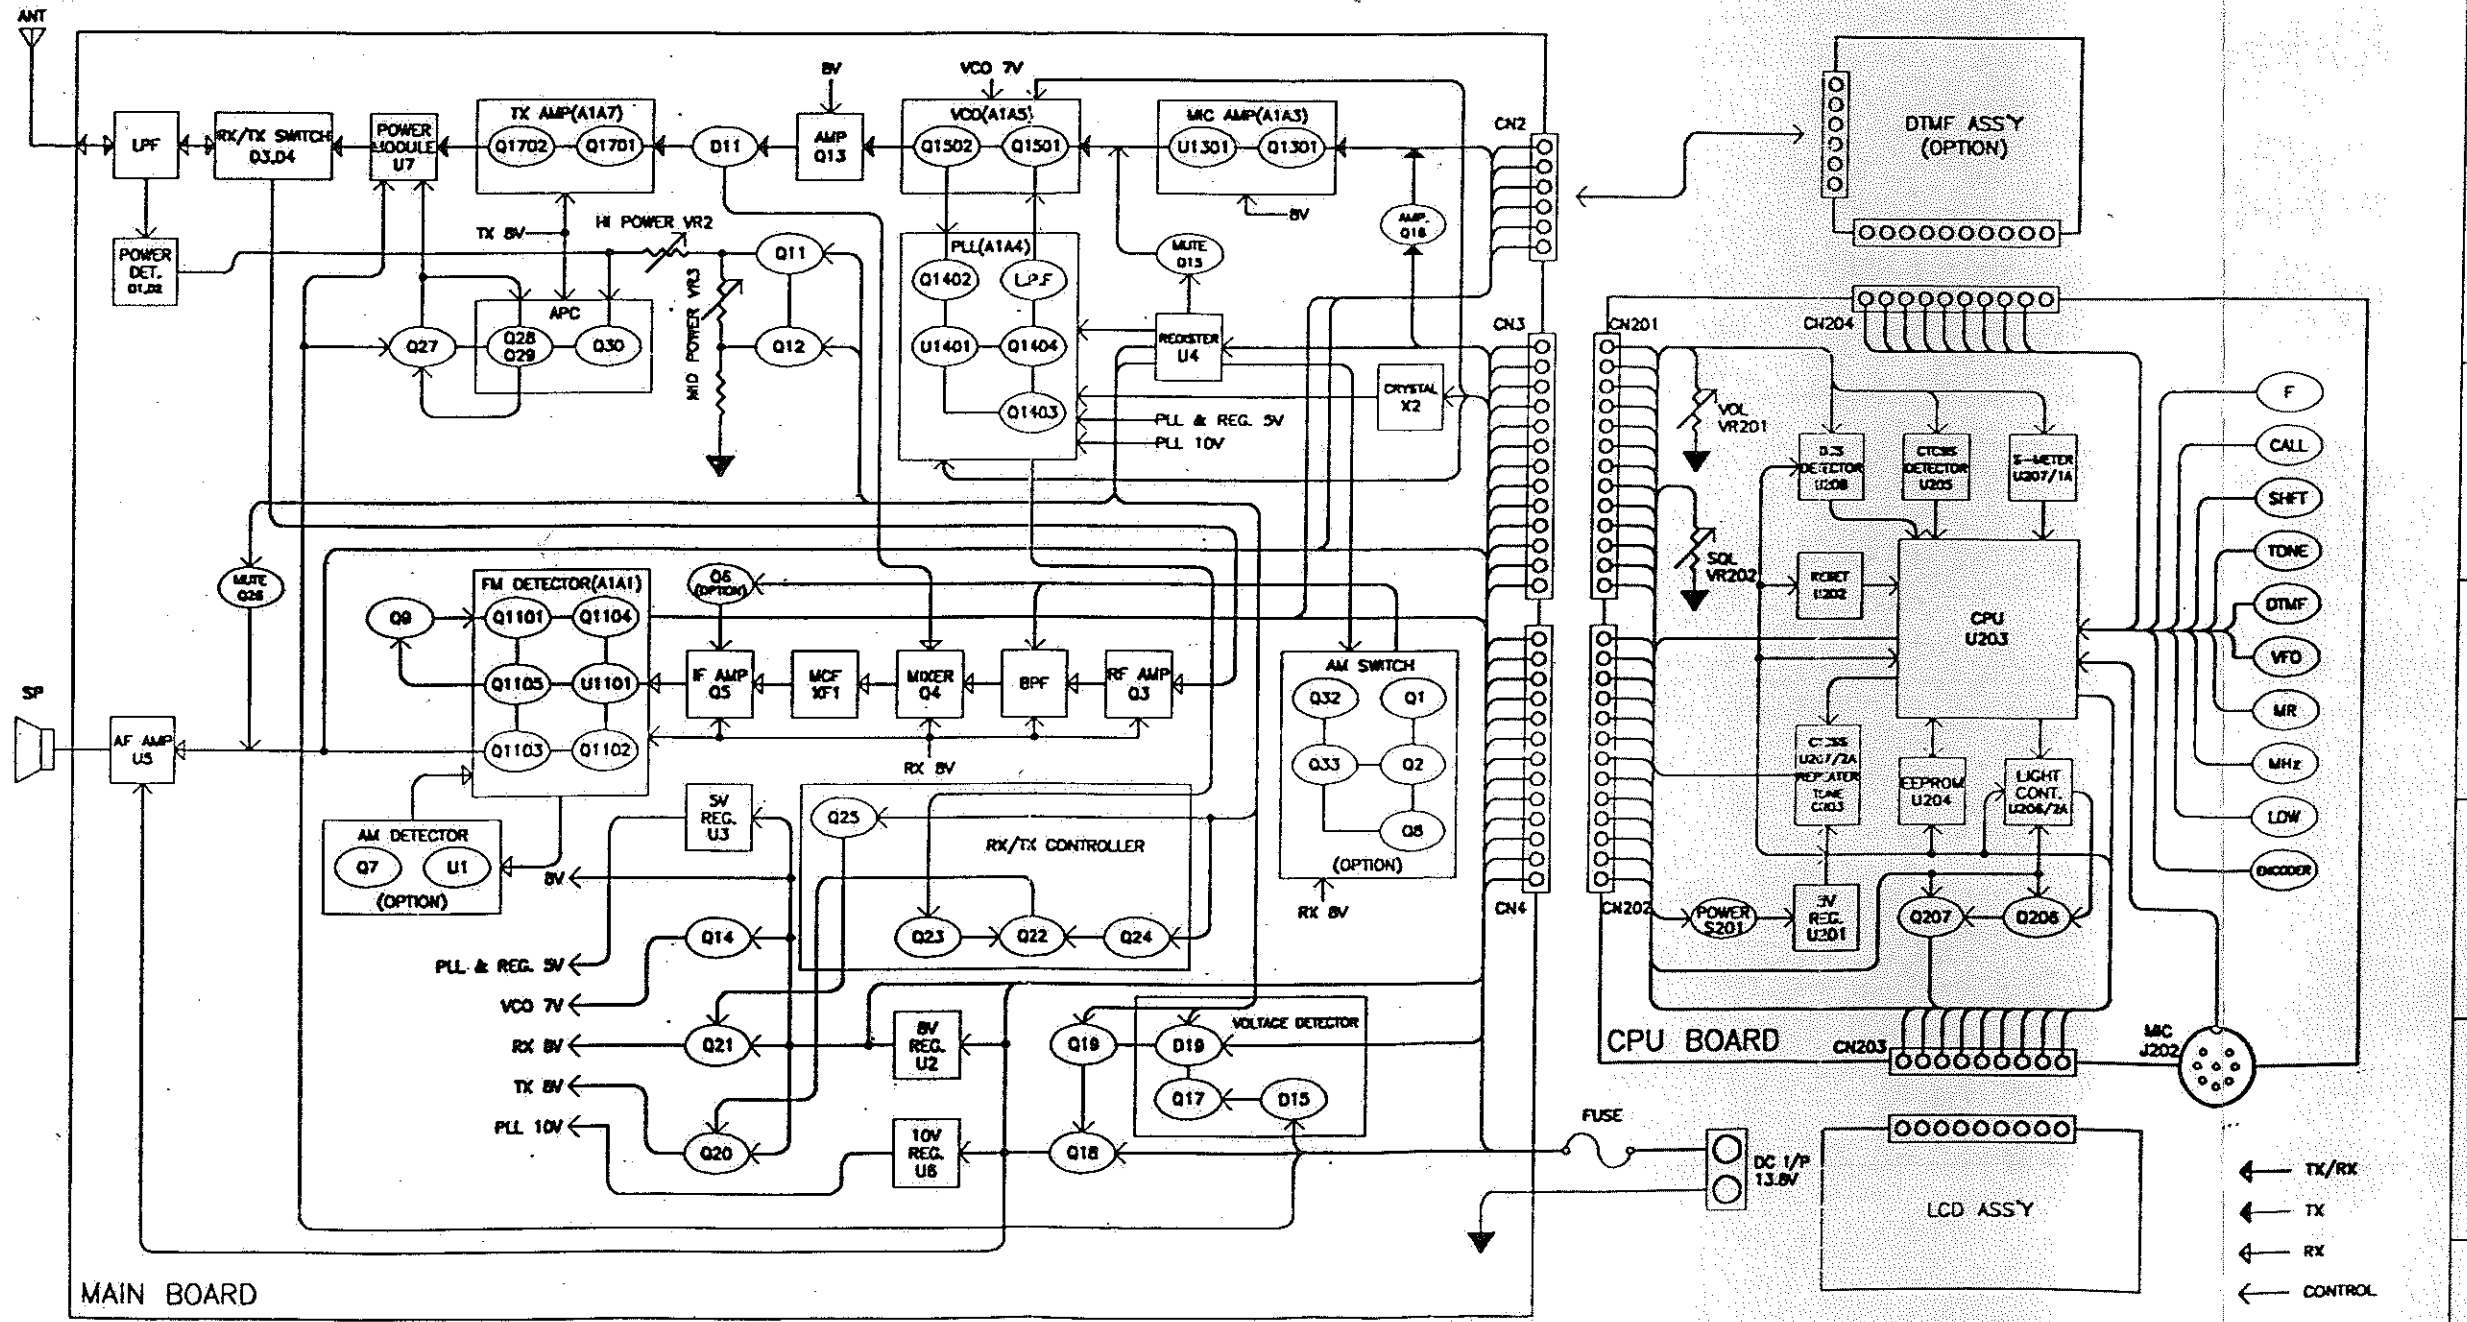 ANT
8V
VCO 7V
TX AMP(A1A7)
VCO(A1A5)
MIC AMP(A1A3)
CN2
DTMF ASS'Y
(OPTION)
LPF
RX/TX SWITCH
D3,D4
POWER
MODULE
U7
Q1702
Q1701
D11
AMP
Q13
Q1502
Q1501
U1301
Q1301
TX 8V
HI POWER VR2
8V
AMP.
Q16
POWER
DET.
D1,D2
Q11
PLL(A1A4)
MUTE
MID POWER VR3
Q1402
L.P.F
APC
Q27
Q28
Q29
Q30
Q12
U1401
Q1404
REGISTER
U4
CN3
CN201
CN204
Q1403
CRYSTAL
X2
PLL & REG. 5V
PLL 10V
VOL
VR201
F
CALL
SHFT
TONE
DTMF
VFO
MR
MHz
LOW
ENCODER
DETECTOR
CTCSS
DETECTOR
U205
S-METER
U207/1A
SQL
VR202
RESET
U202
CPU
U203
MUTE
Q26
FM DETECTOR(A1A1)
Q6
(OPTION)
Q9
Q1101
Q1104
Q1105
U1101
Q1103
Q1102
IF AMP
Q5
MCF
XF1
MIXER
Q4
BPF
RF AMP
Q3
AM SWITCH
Q32
Q1
Q33
Q2
Q8
(OPTION)
RX 8V
SP
AF AMP
U5
RX 8V
AM DETECTOR
Q7
U1
(OPTION)
5V
REG.
U3
Q25
RX/TX CONTROLLER
Q23
Q22
Q24
8V
Q14
PLL & REG. 5V
VCO 7V
RX 8V
TX 8V
PLL 10V
Q21
Q20
8V
REG.
U2
10V
REG.
U6
Q19
Q18
VOLTAGE DETECTOR
D19
Q17
D15
CN4
CN202
U207/2A
REPEATER
TONE
EEPROM
U204
LIGHT
CONT.
U206/2A
POWER
S201
REG.
U201
Q207
Q206
CPU BOARD
CN203
MIC
J202
FUSE
DC I/P
13.8V
LCD ASS'Y
TX/RX
TX
RX
CONTROL
MAIN BOARD